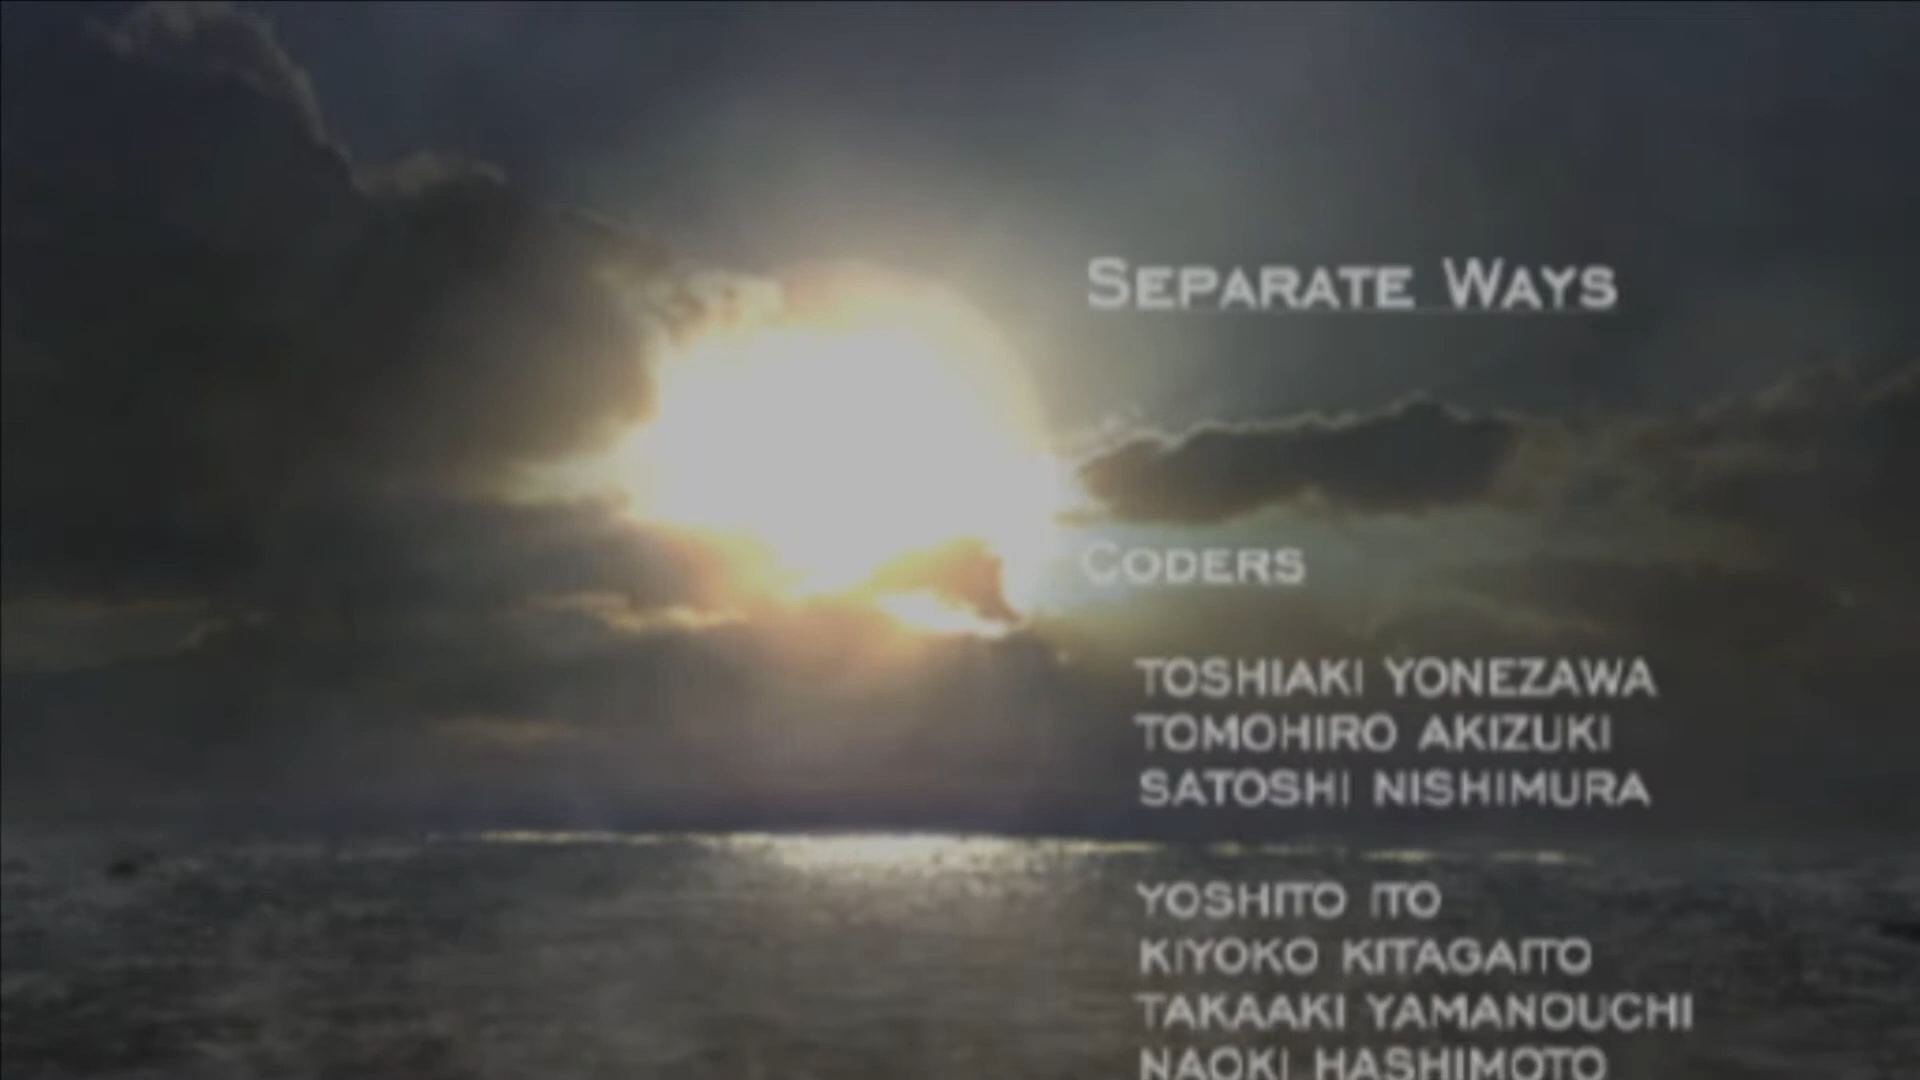 SEPARATE WAYS
CODERS
TOSHIAKI YONEZAWA
TOMOHIRO AKIZUKI
SATOSHI NISHIMURA
YOSHITO ITO
KIYOKO KITAGAITO
TAKAAKI YAMANOUCHI
NAOKI HASHIMOTO